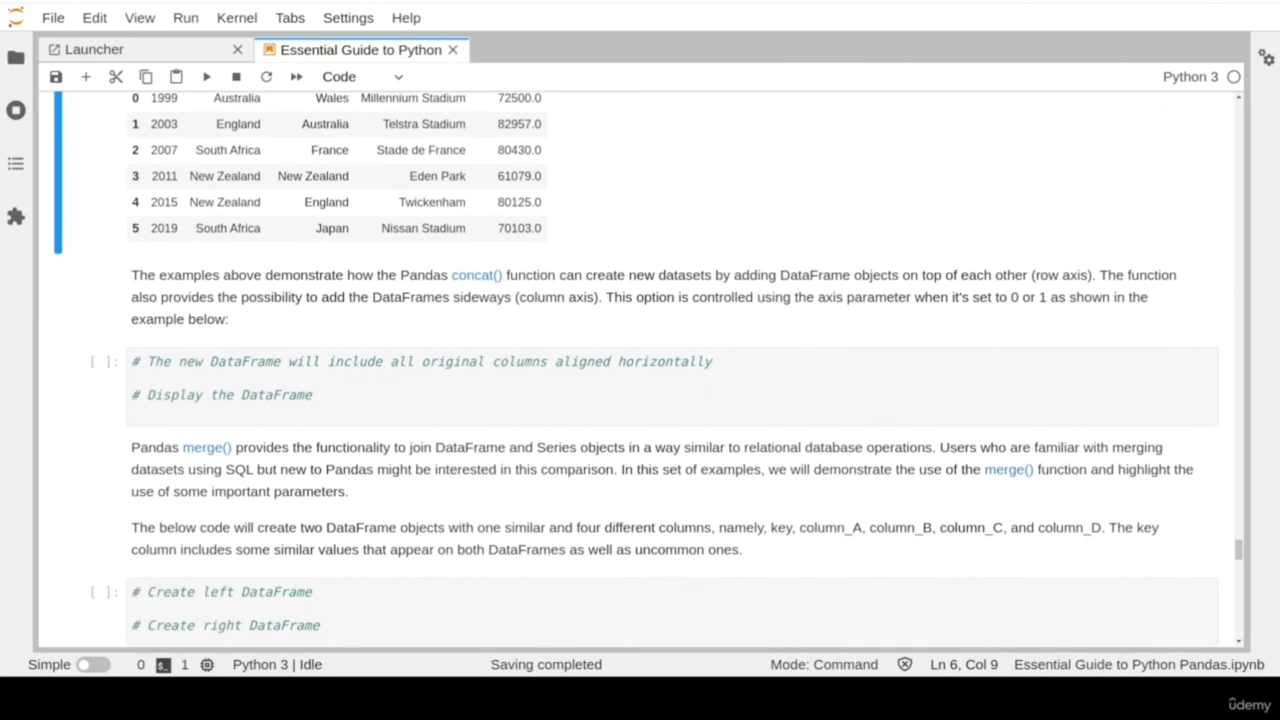 File Edit View Run Kernel Tabs Settings Help
Launcher Essential Guide to Python
Code Python 3
0 1999 Australia Wales Millennium Stadium 72500.0
1 2003 England Australia Telstra Stadium 82957.0
2 2007 South Africa France Stade de France 80430.0
3 2011 New Zealand New Zealand Eden Park 61079.0
4 2015 New Zealand England Twickenham 80125.0
5 2019 South Africa Japan Nissan Stadium 70103.0
The examples above demonstrate how the Pandas concat() function can create new datasets by adding DataFrame objects on top of each other (row axis). The function
also provides the possibility to add the DataFrames sideways (column axis). This option is controlled using the axis parameter when it's set to 0 or 1 as shown in the
example below:
[ ]: # The new DataFrame will include all original columns aligned horizontally
# Display the DataFrame
Pandas merge() provides the functionality to join DataFrame and Series objects in a way similar to relational database operations. Users who are familiar with merging
datasets using SQL but new to Pandas might be interested in this comparison. In this set of examples, we will demonstrate the use of the merge() function and highlight the
use of some important parameters.
The below code will create two DataFrame objects with one similar and four different columns, namely, key, column_A, column_B, column_C, and column_D. The key
column includes some similar values that appear on both DataFrames as well as uncommon ones.
[ ]: # Create left DataFrame
# Create right DataFrame
Simple 0 $_ 1 Python 3 | Idle Saving completed Mode: Command Ln 6, Col 9 Essential Guide to Python Pandas.ipynb
ûdemy